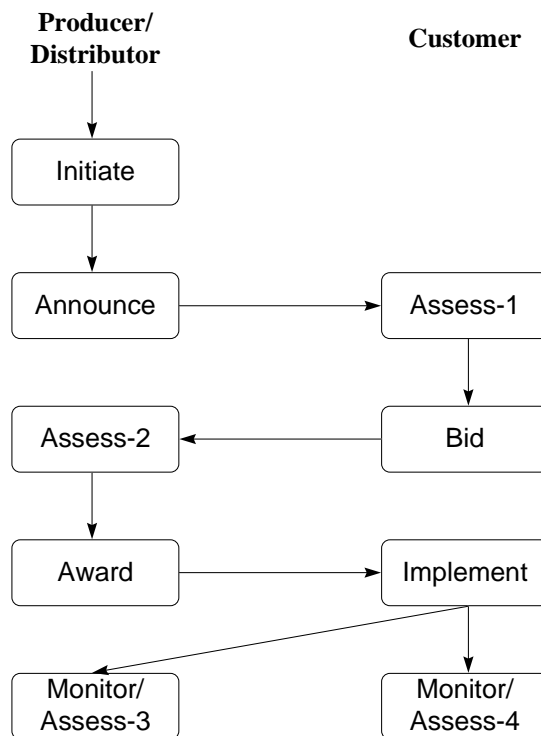 Producer/
Distributor
Customer
Initiate
Announce
Assess-1
Assess-2
Bid
Award
Implement
Monitor/
Assess-3
Monitor/
Assess-4